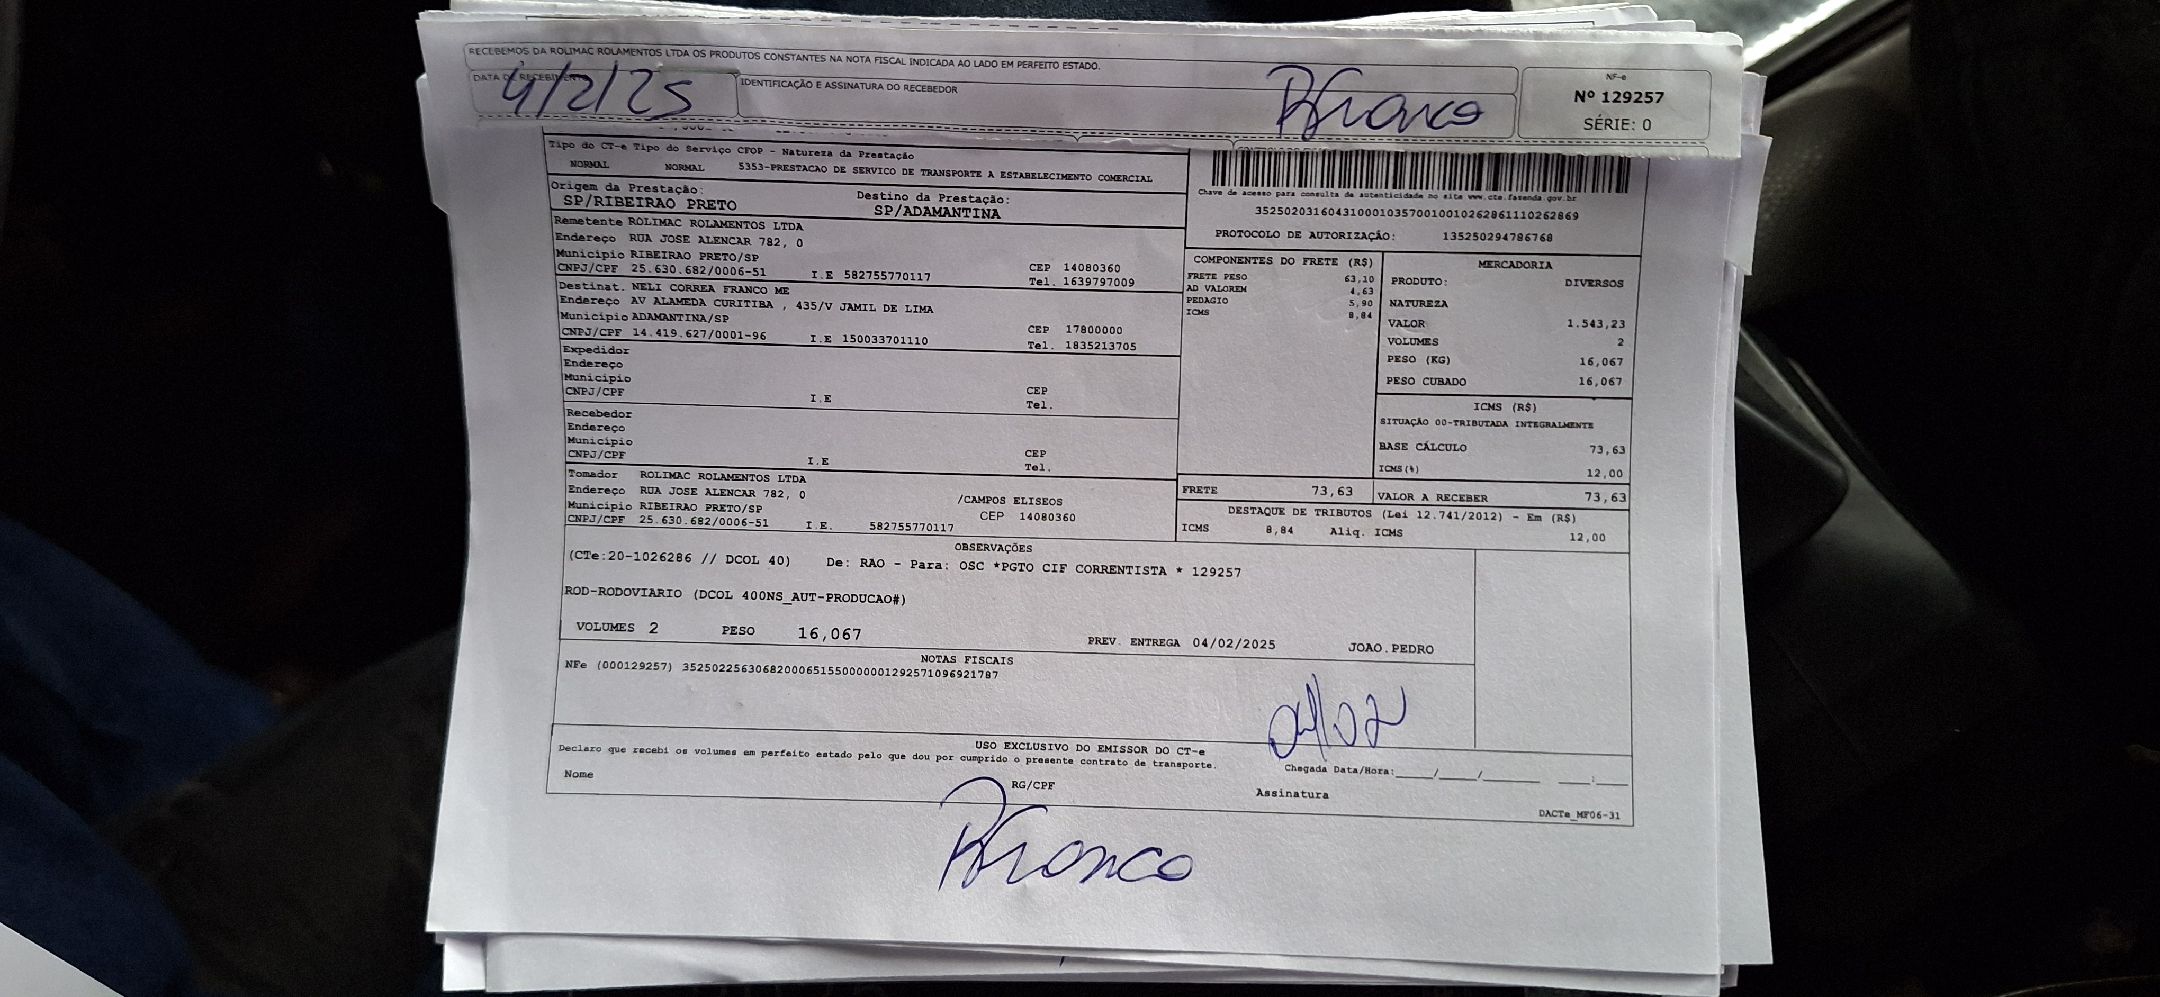 RECEBEMOS DA ROLIMAC ROLAMENTOS LTDA OS PRODUTOS CONSTANTES NA NOTA FISCAL INDICADA AO LADO EM PERFEITO ESTADO.
DATA DE RECEBIMENTO
4/2/25
IDENTIFICAÇÃO E ASSINATURA DO RECEBEDOR
Franco
NF-e
Nº 129257
SÉRIE: 0
Tipo do CT-e Tipo do Serviço CFOP - Natureza da Prestação
NORMAL NORMAL 5353-PRESTACAO DE SERVICO DE TRANSPORTE A ESTABELECIMENTO COMERCIAL
Origem da Prestação: Destino da Prestação:
SP/RIBEIRAO PRETO SP/ADAMANTINA
Chave de acesso para consulta de autenticidade no site www.cte.fazenda.gov.br
35250203160431000103570010010262861110262869
PROTOCOLO DE AUTORIZAÇÃO: 135250294786768
Remetente ROLIMAC ROLAMENTOS LTDA
Endereço RUA JOSE ALENCAR 782, 0
Municipio RIBEIRAO PRETO/SP CEP 14080360
CNPJ/CPF 25.630.682/0006-51 I.E 582755770117 Tel. 1639797009
Destinat. NELI CORREA FRANCO ME
Endereço AV ALAMEDA CURITIBA , 435/V JAMIL DE LIMA
Municipio ADAMANTINA/SP CEP 17800000
CNPJ/CPF 14.419.627/0001-96 I.E 150033701110 Tel. 1835213705
Expedidor
Endereço
Municipio CEP
CNPJ/CPF I.E Tel.
Recebedor
Endereço
Municipio CEP
CNPJ/CPF I.E Tel.
Tomador ROLIMAC ROLAMENTOS LTDA
Endereço RUA JOSE ALENCAR 782, 0 /CAMPOS ELISEOS
Municipio RIBEIRAO PRETO/SP CEP 14080360
CNPJ/CPF 25.630.682/0006-51 I.E. 582755770117
COMPONENTES DO FRETE (R$)
FRETE PESO 63,10
AD VALOREM 4,63
PEDAGIO 5,90
ICMS 8,84
MERCADORIA
PRODUTO: DIVERSOS
NATUREZA
VALOR 1.543,23
VOLUMES 2
PESO (KG) 16,067
PESO CUBADO 16,067
ICMS (R$)
SITUAÇÃO 00-TRIBUTADA INTEGRALMENTE
BASE CÁLCULO 73,63
ICMS(%) 12,00
FRETE 73,63 VALOR A RECEBER 73,63
DESTAQUE DE TRIBUTOS (Lei 12.741/2012) - Em (R$)
ICMS 8,84 Aliq. ICMS 12,00
OBSERVAÇÕES
(CTe:20-1026286 // DCOL 40) De: RAO - Para: OSC *PGTO CIF CORRENTISTA * 129257
ROD-RODOVIARIO (DCOL 400NS_AUT-PRODUCAO#)
VOLUMES 2 PESO 16,067 PREV. ENTREGA 04/02/2025 JOAO.PEDRO
NOTAS FISCAIS
NFe (000129257) 35250225630682000651550000001292571096921787
04/02
USO EXCLUSIVO DO EMISSOR DO CT-e
Declaro que recebi os volumes em perfeito estado pelo que dou por cumprido o presente contrato de transporte.
Chegada Data/Hora:_____/_____/_______ ____:____
Nome RG/CPF Assinatura
DACTe_MF06-31
Franco